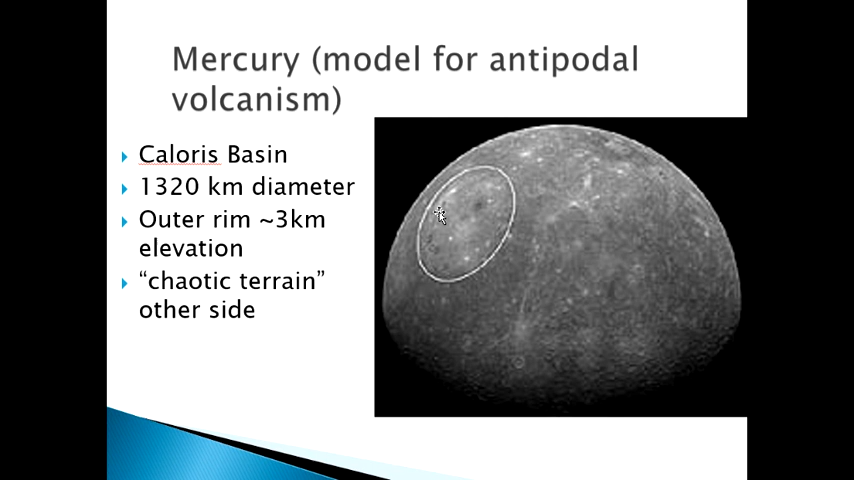 Mercury (model for antipodal
volcanism)
Caloris Basin
1320 km diameter
Outer rim ~3km
elevation
“chaotic terrain”
other side